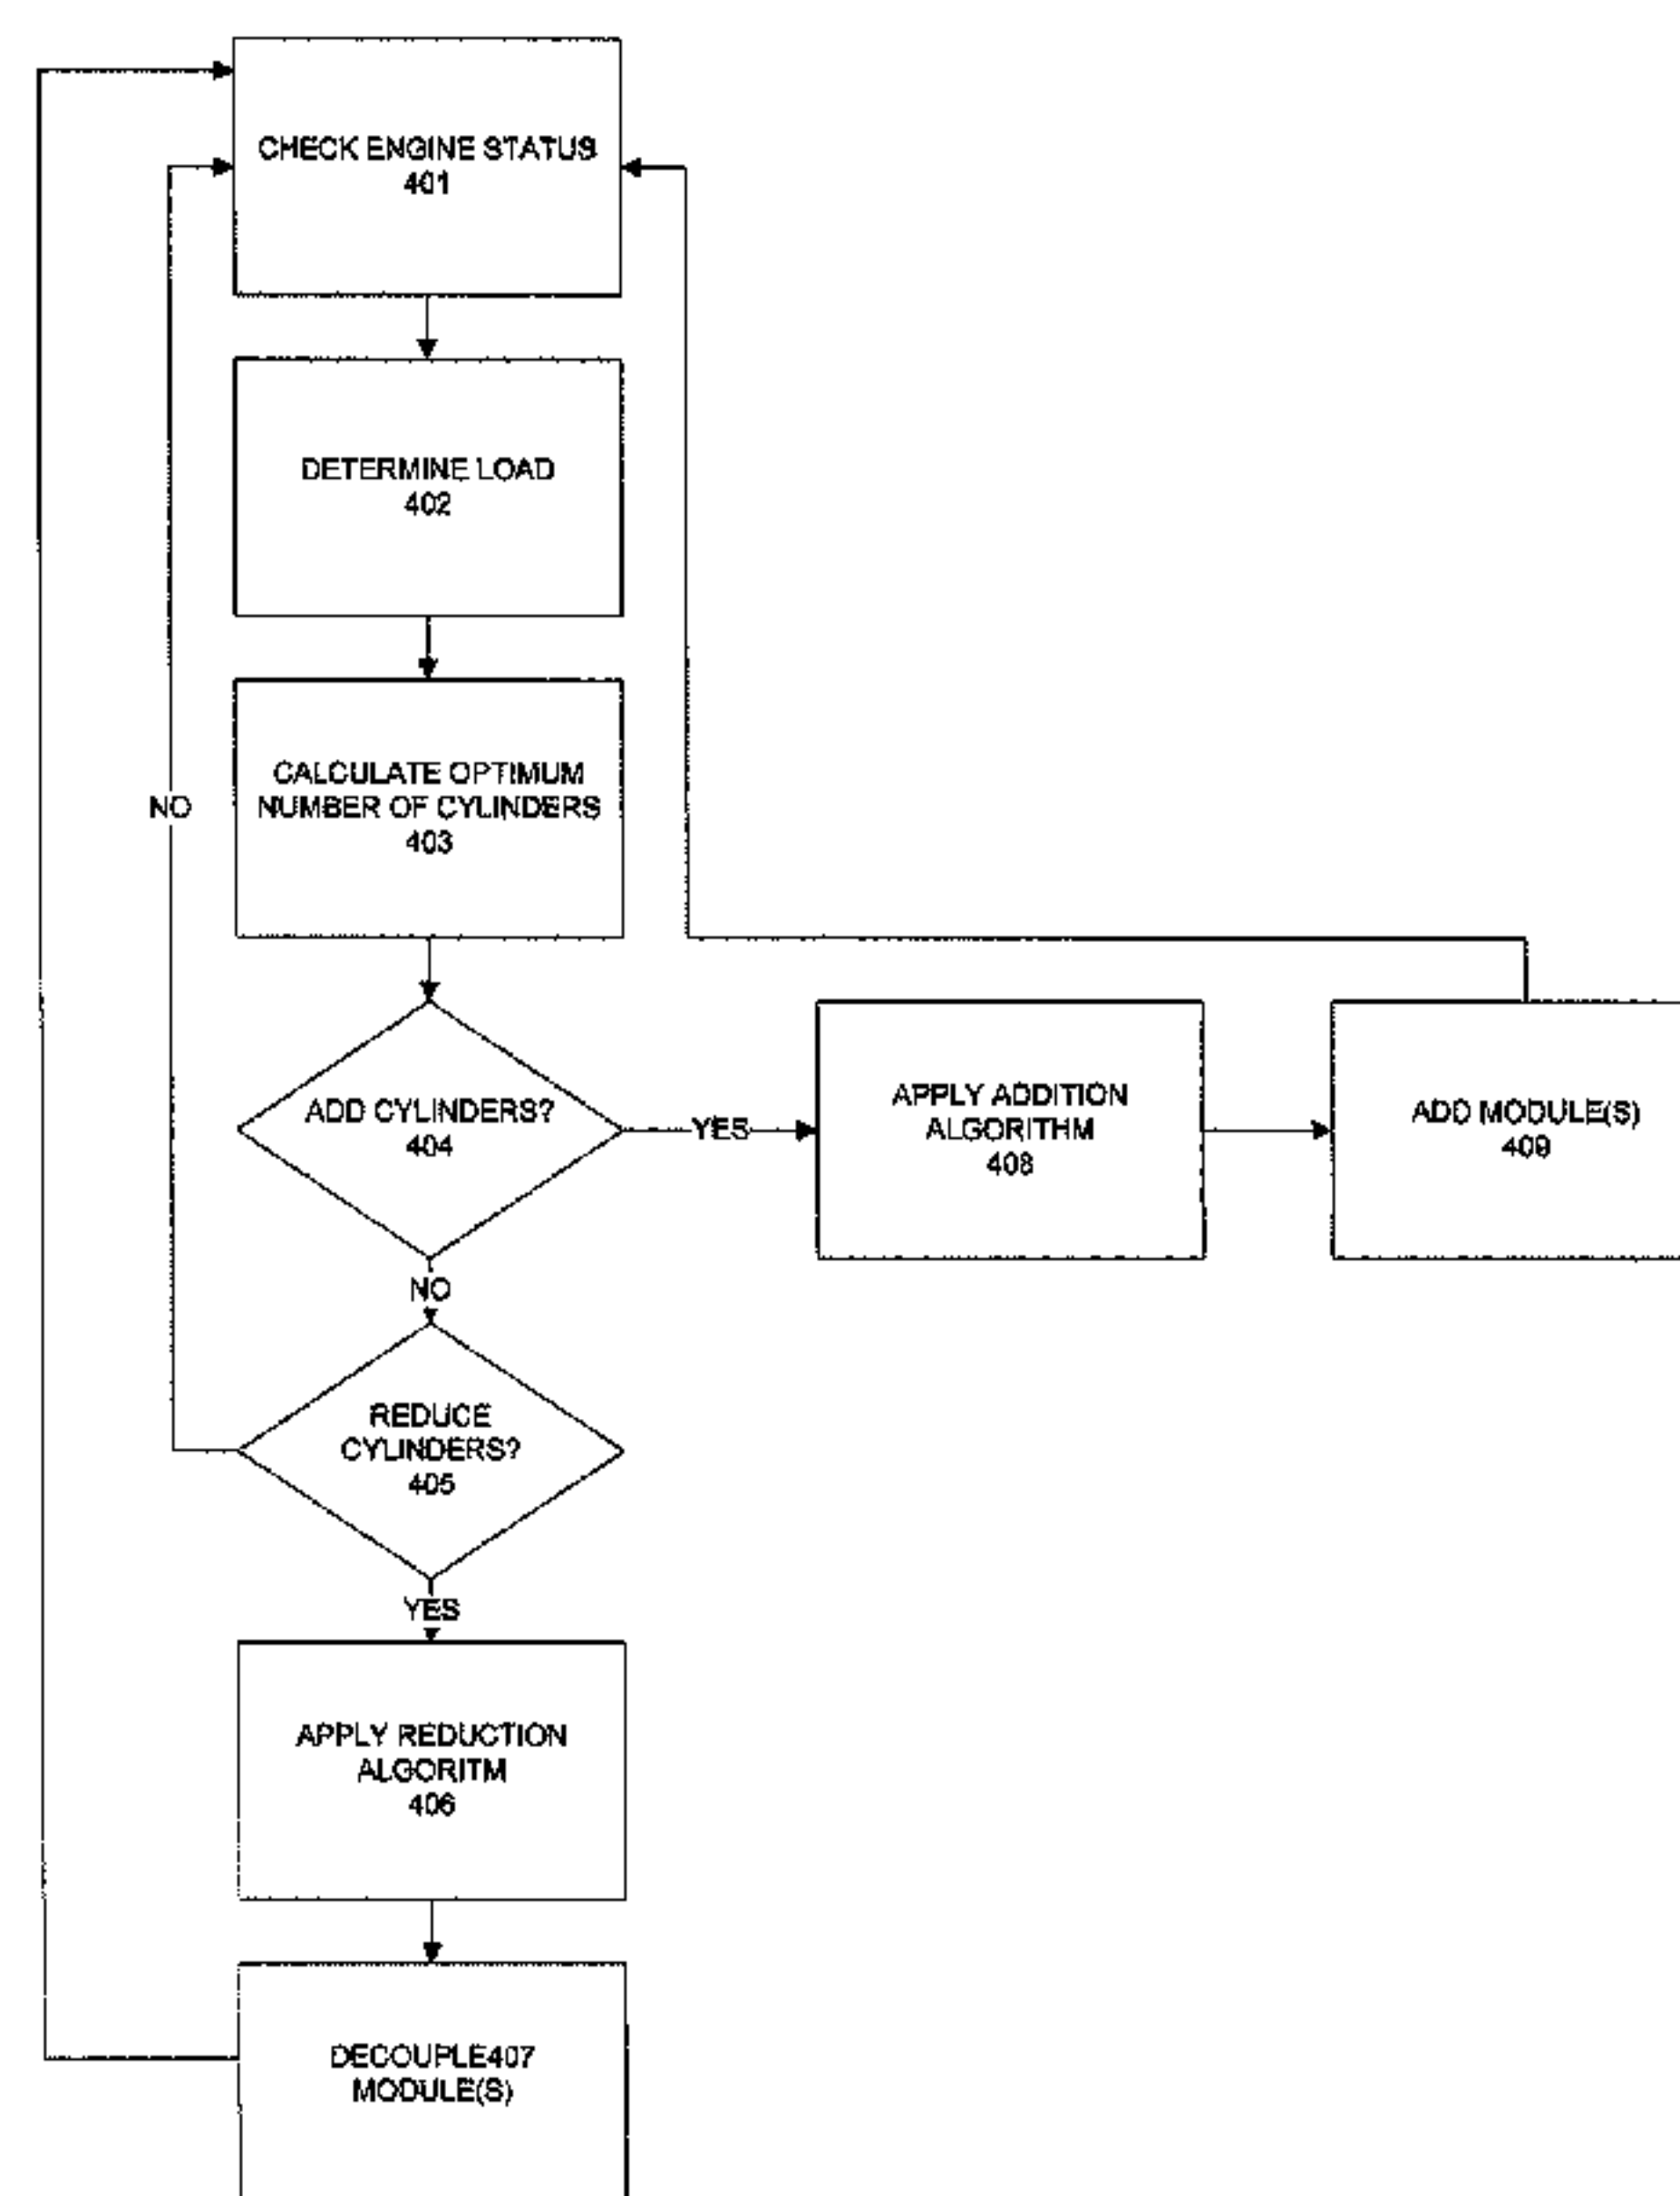 CHECK ENGINE STATUS
401
DETERMINE LOAD
402
CALCULATE OPTIMUM
NUMBER OF CYLINDERS
403
NO
ADD CYLINDERS?
404
YES
APPLY ADDITION
ALGORITHM
408
ADD MODULE(S)
409
NO
REDUCE
CYLINDERS?
405
YES
APPLY REDUCTION
ALGORITM
406
DECOUPLE407
MODULE(S)